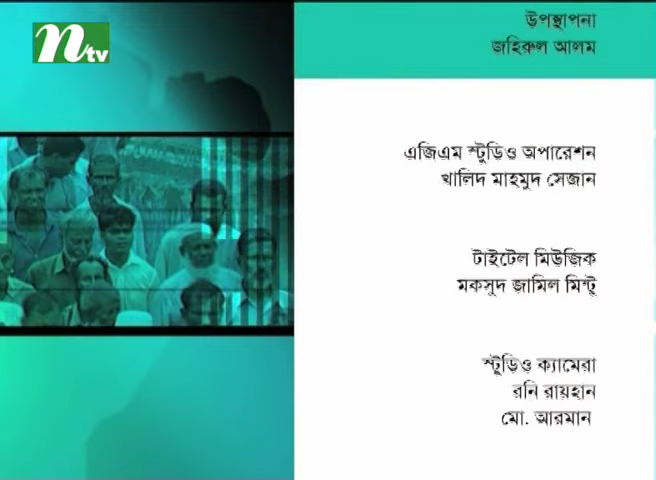 ntv
উপস্থাপনা
জহিরুল আলম
এজিএম স্টুডিও অপারেশন
খালিদ মাহমুদ সেজান
টাইটেল মিউজিক
মকসুদ জামিল মিন্টু
স্টুডিও ক্যামেরা
রনি রায়হান
মো. আরমান